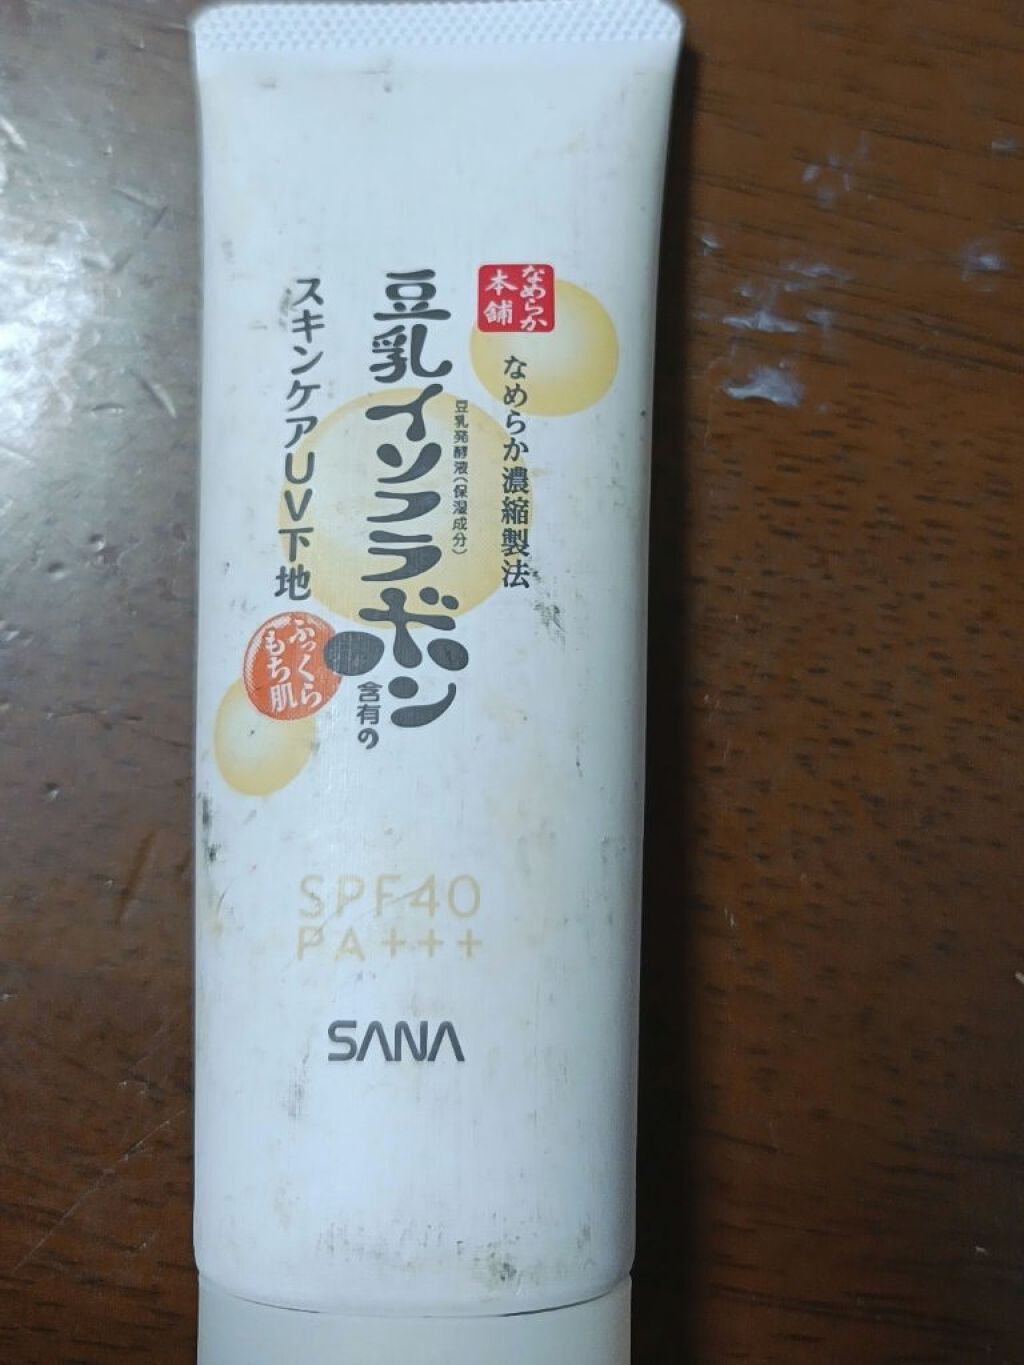 なめらか
本舗
なめらか濃縮製法
豆乳イソフラボン
豆乳発酵液(保湿成分)
含有の
スキンケアUV下地
ふっくら
もち肌
SPF40
PA+++
SANA